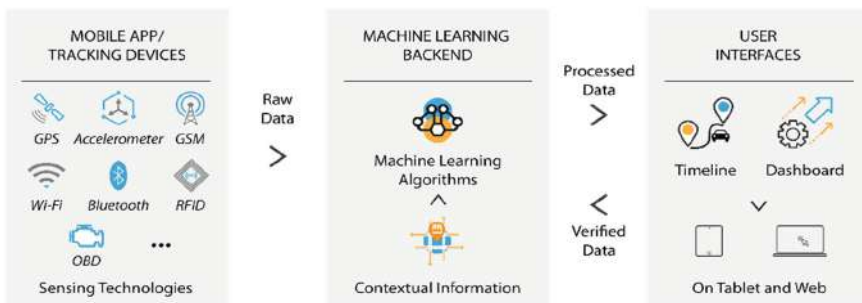 MOBILE APP/
TRACKING DEVICES
GPS Accelerometer GSM
Wi-Fi Bluetooth RFID
OBD
...
Sensing Technologies
Raw
Data
>
MACHINE LEARNING
BACKEND
Machine Learning
Algorithms
Contextual Information
Processed
Data
>
<
Verified
Data
USER
INTERFACES
Timeline Dashboard
On Tablet and Web